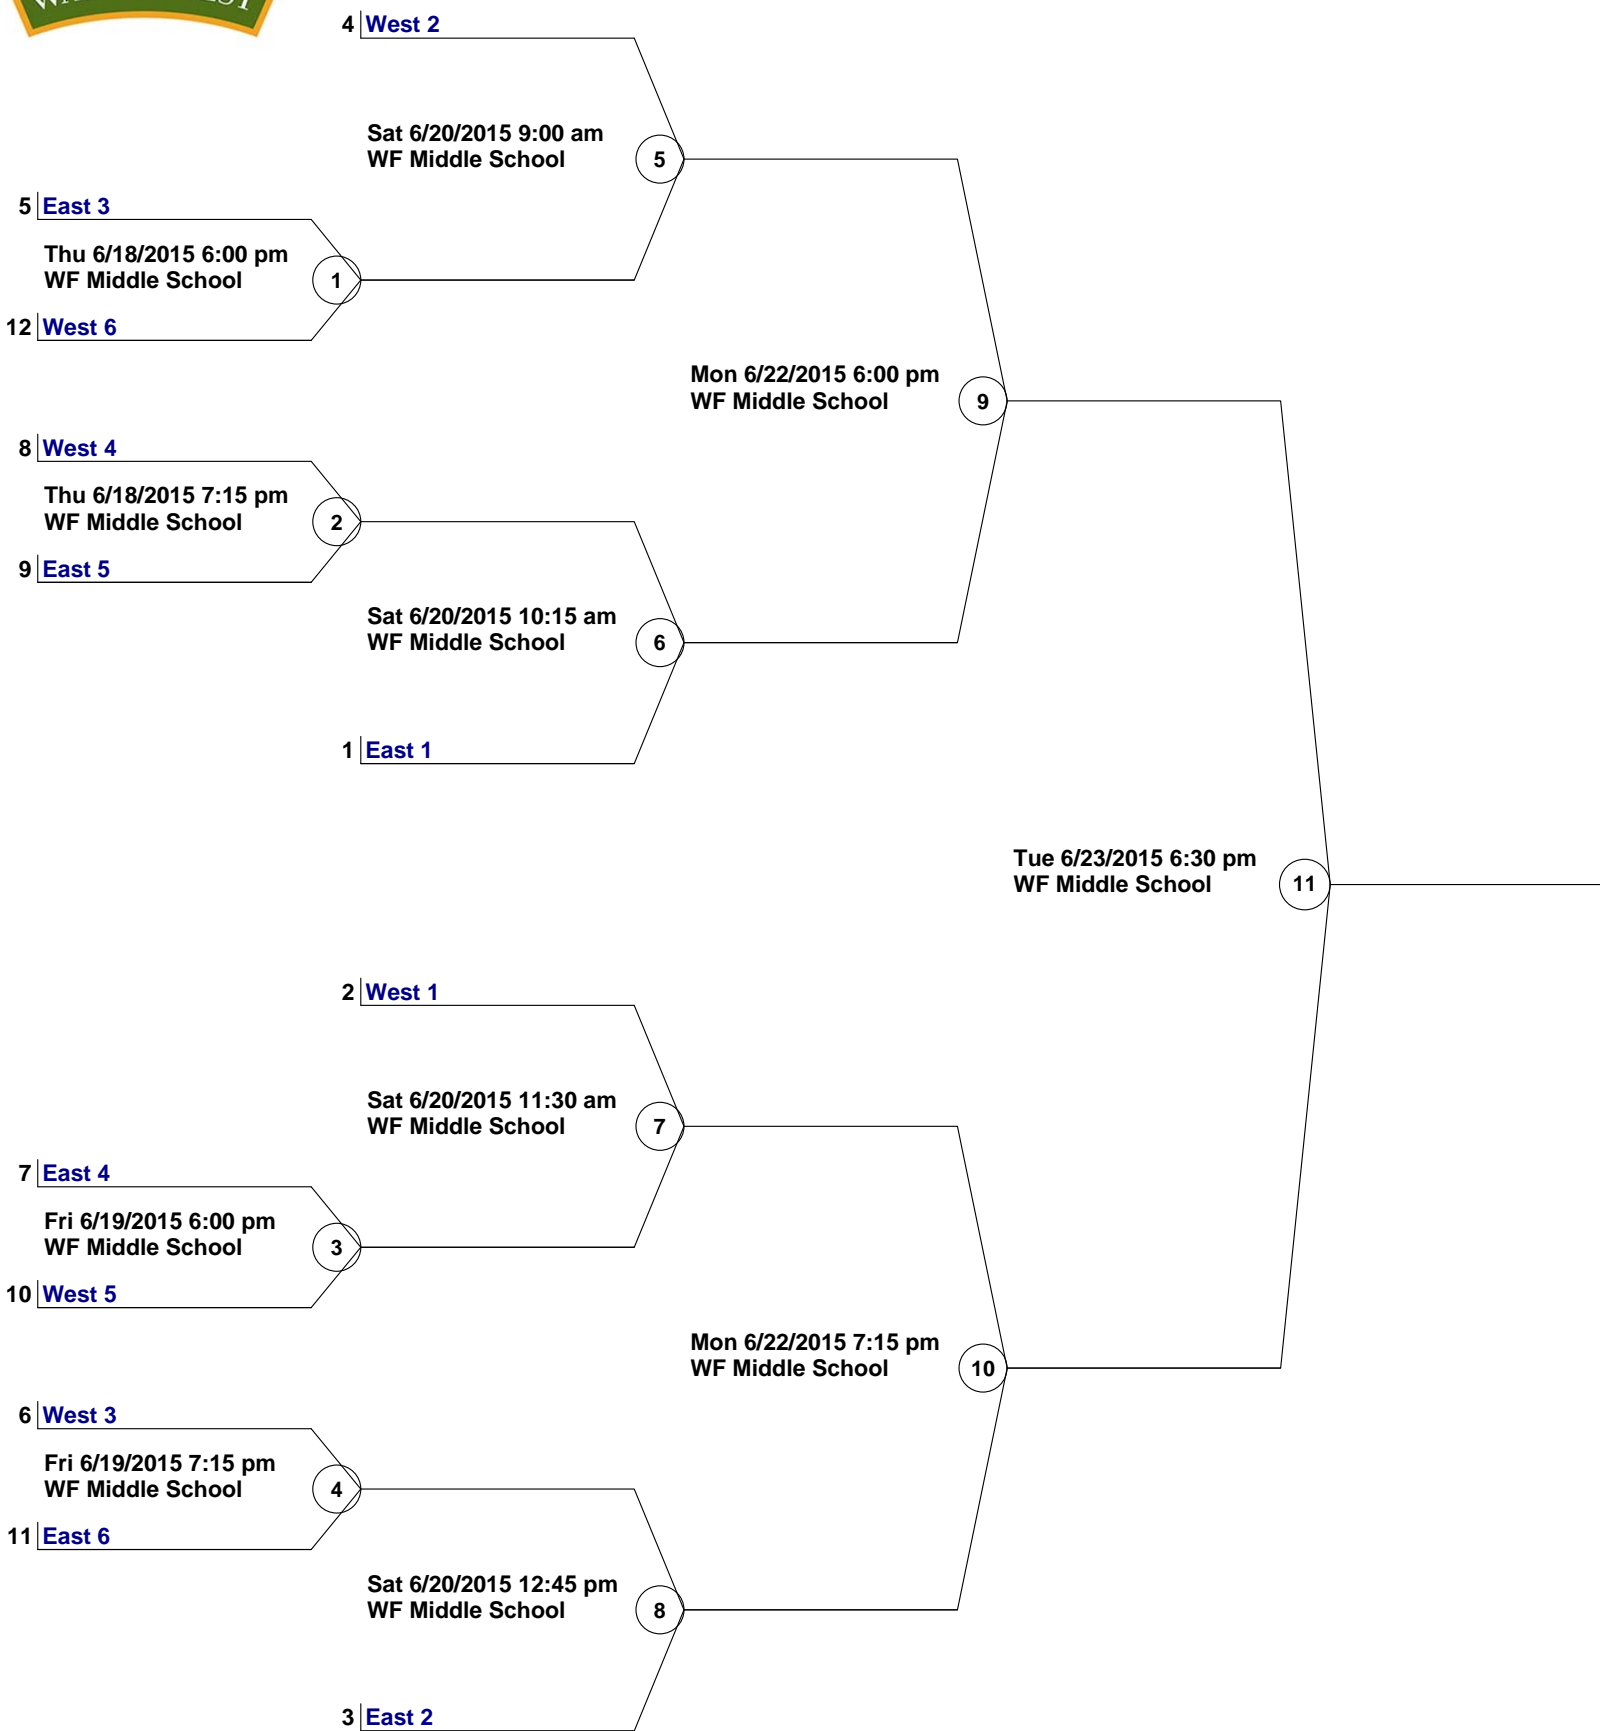 4 West 2
Sat 6/20/2015 9:00 am
WF Middle School
5
5 East 3
Thu 6/18/2015 6:00 pm
WF Middle School
1
12 West 6
Mon 6/22/2015 6:00 pm
WF Middle School
9
8 West 4
Thu 6/18/2015 7:15 pm
WF Middle School
2
9 East 5
Sat 6/20/2015 10:15 am
WF Middle School
6
1 East 1
Tue 6/23/2015 6:30 pm
WF Middle School
11
2 West 1
Sat 6/20/2015 11:30 am
WF Middle School
7
7 East 4
Fri 6/19/2015 6:00 pm
WF Middle School
3
10 West 5
Mon 6/22/2015 7:15 pm
WF Middle School
10
6 West 3
Fri 6/19/2015 7:15 pm
WF Middle School
4
11 East 6
Sat 6/20/2015 12:45 pm
WF Middle School
8
3 East 2